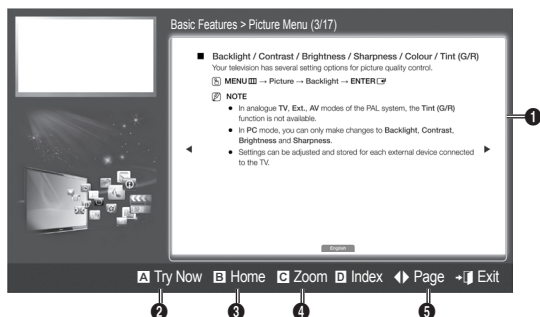 Basic Features > Picture Menu (3/17)
■ Backlight / Contrast / Brightness / Sharpness / Colour / Tint (G/R)
Your television has several setting options for picture quality control.
MENU → Picture → Backlight → ENTER
NOTE
● In analogue TV, Ext., AV modes of the PAL system, the Tint (G/R)
function is not available.
● In PC mode, you can only make changes to Backlight, Contrast,
Brightness and Sharpness.
● Settings can be adjusted and stored for each external device connected
to the TV.
◀ ▶
English
1
A Try Now B Home C Zoom D Index ◀▶ Page Exit
2 3 4 5